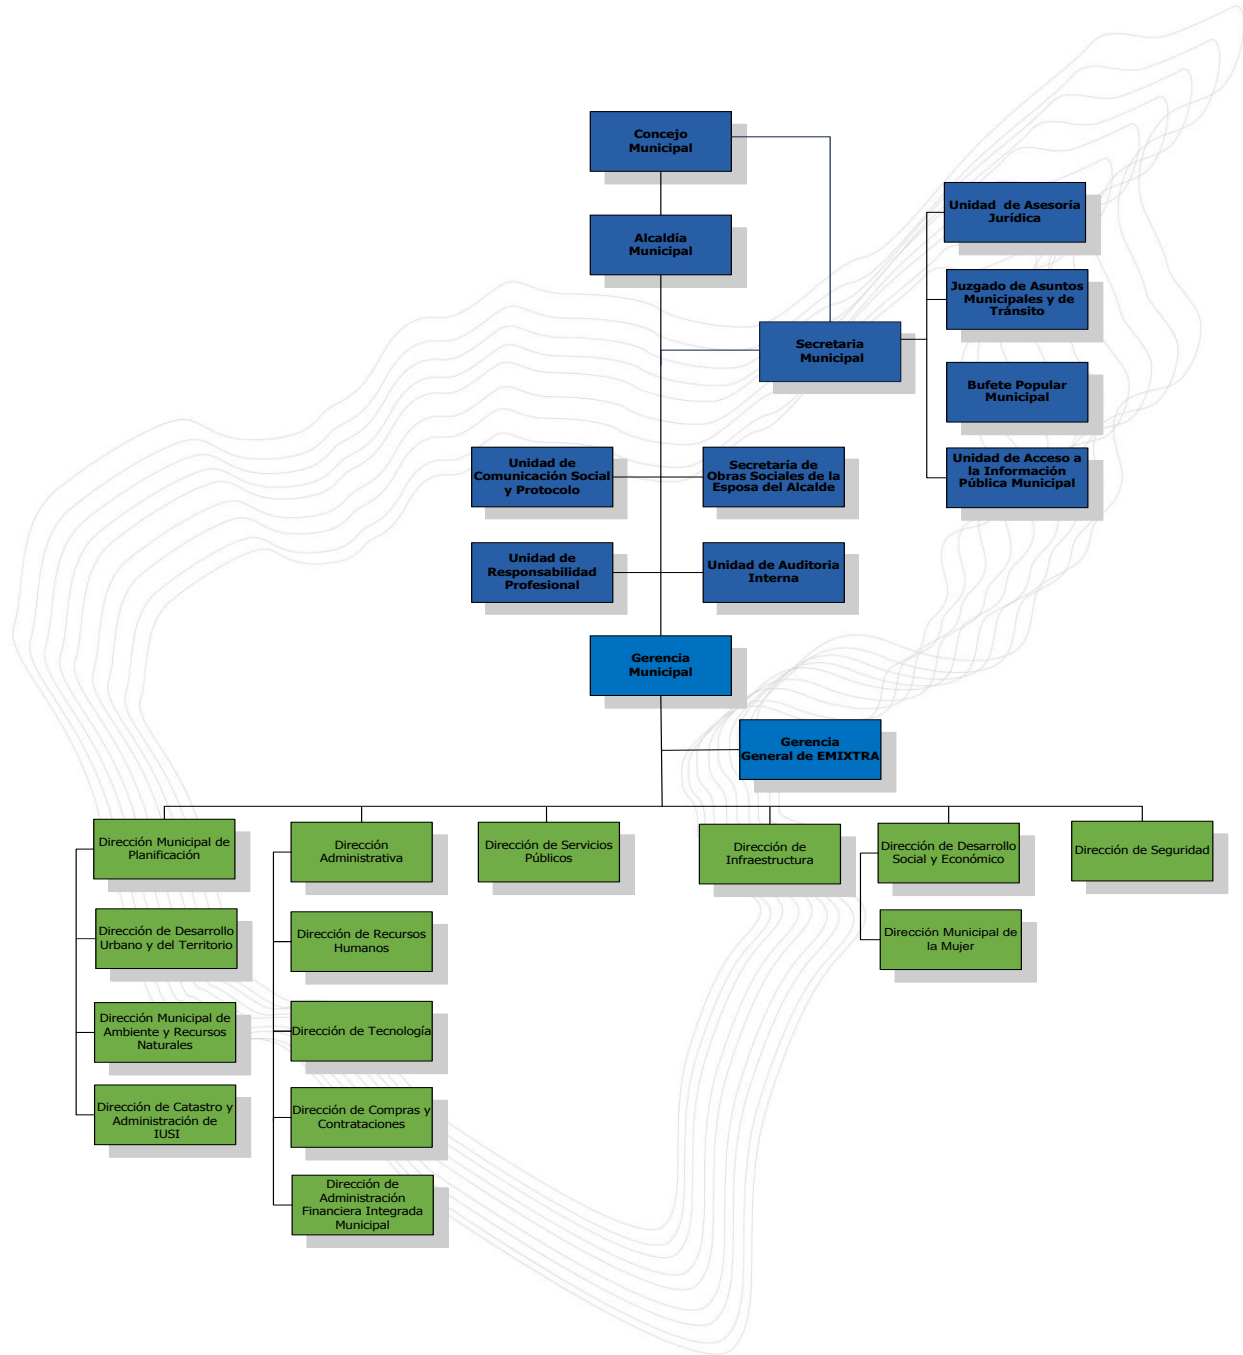 Concejo
Municipal
Alcaldía
Municipal
Unidad de Asesoría
Jurídica
Juzgado de Asuntos
Municipales y de
Tránsito
Secretaria
Municipal
Bufete Popular
Municipal
Unidad de Acceso a
la Información
Pública Municipal
Unidad de
Comunicación Social
y Protocolo
Secretaría de
Obras Sociales de la
Esposa del Alcalde
Unidad de
Responsabilidad
Profesional
Unidad de Auditoria
Interna
Gerencia
Municipal
Gerencia
General de EMIXTRA
Dirección Municipal de
Planificación
Dirección
Administrativa
Dirección de Servicios
Públicos
Dirección de
Infraestructura
Dirección de Desarrollo
Social y Económico
Dirección de Seguridad
Dirección de Desarrollo
Urbano y del Territorio
Dirección de Recursos
Humanos
Dirección Municipal de
la Mujer
Dirección Municipal de
Ambiente y Recursos
Naturales
Dirección de Tecnología
Dirección de Catastro y
Administración de
IUSI
Dirección de Compras y
Contrataciones
Dirección de
Administración
Financiera Integrada
Municipal